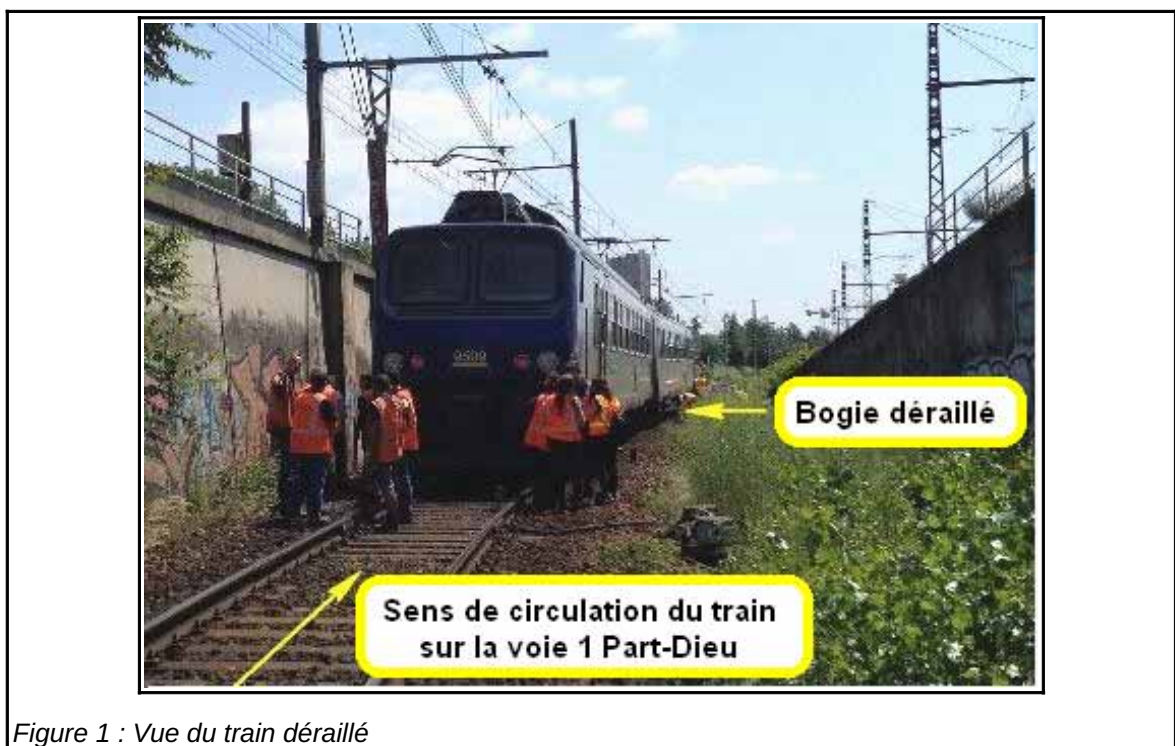 Bogie déraillé
Sens de circulation du train
sur la voie 1 Part-Dieu
Figure 1 : Vue du train déraillé